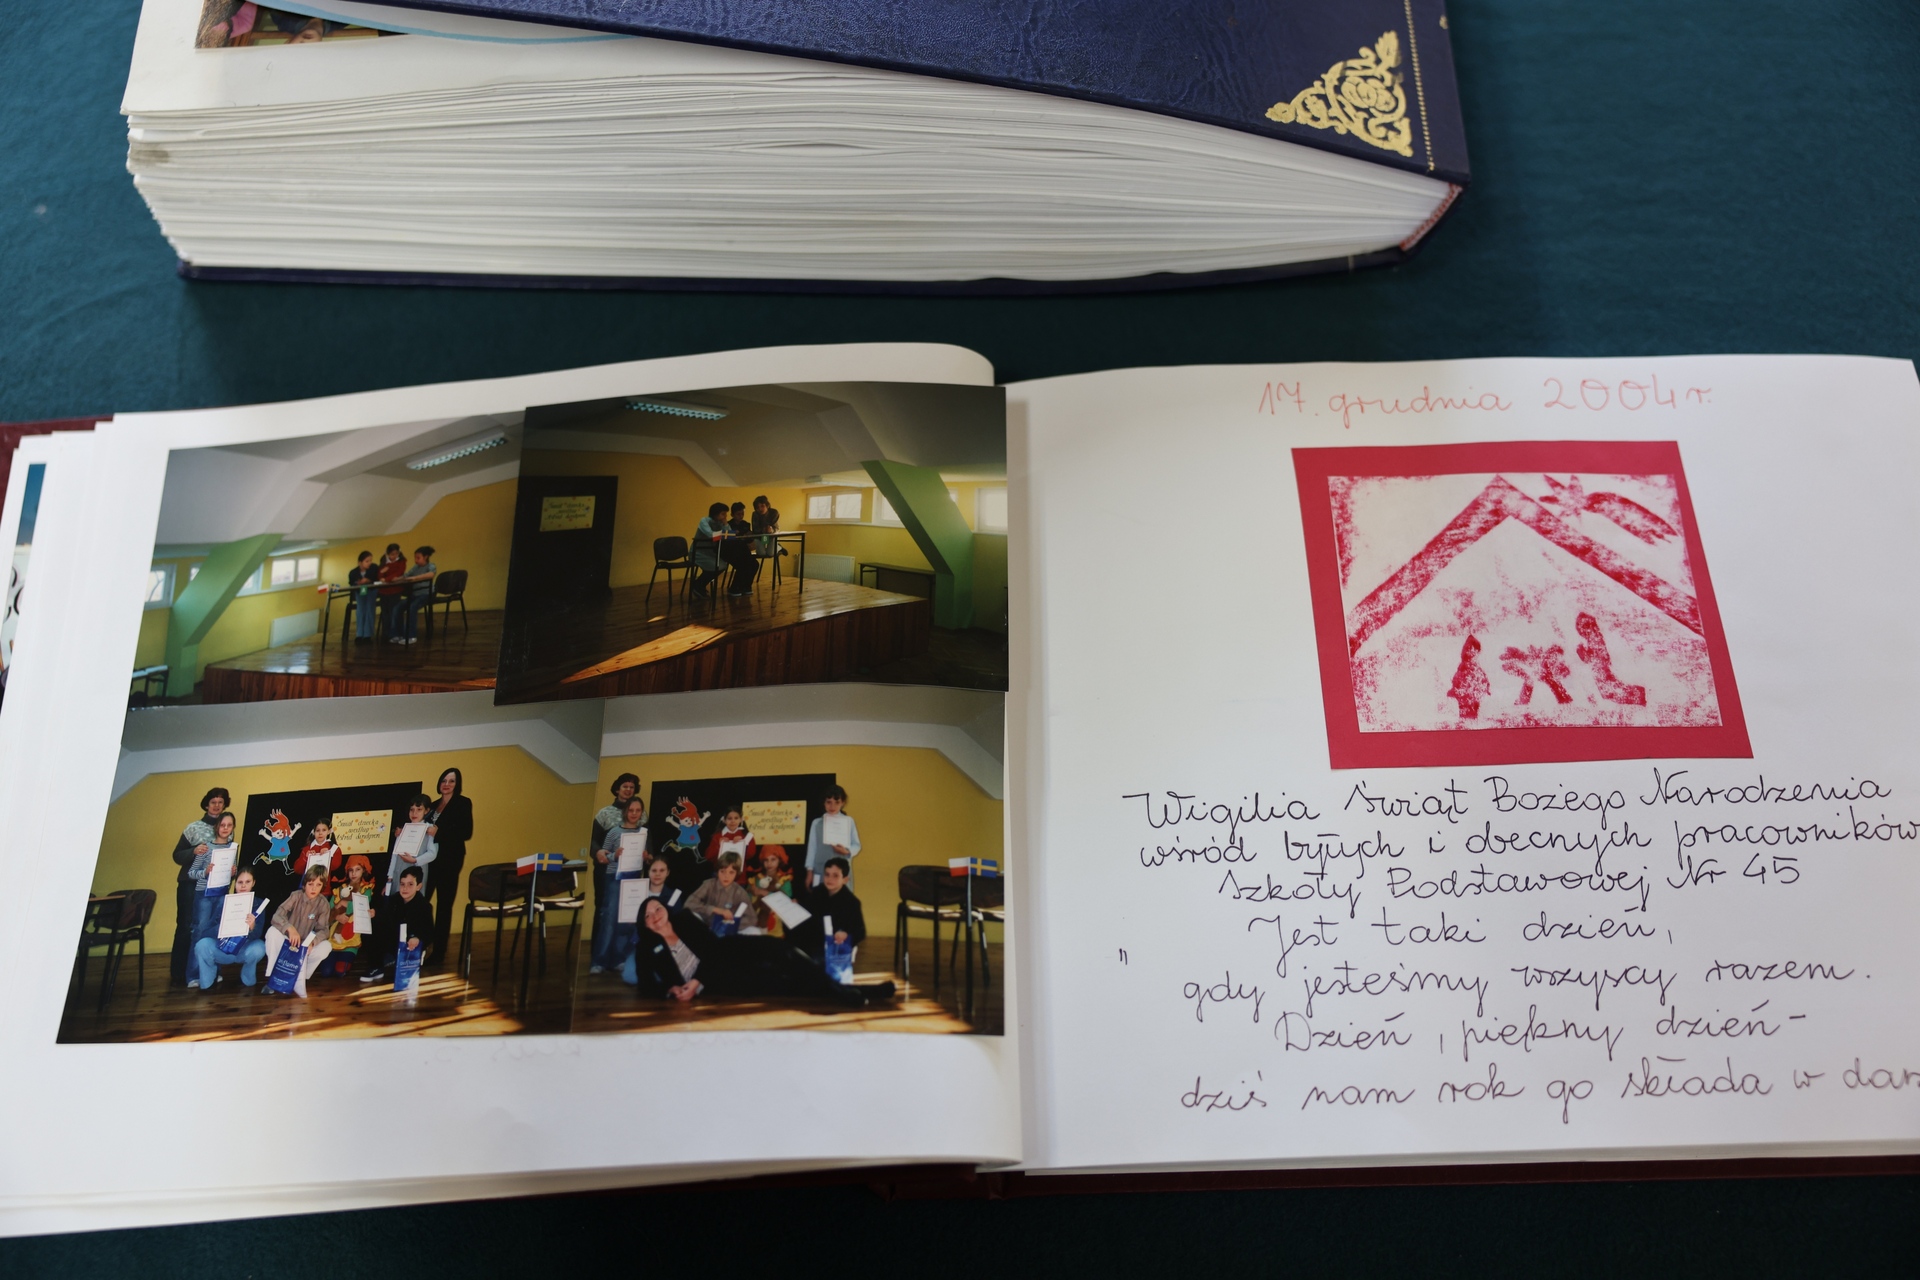 17. grudnia 2004 r.
Wigilia Świąt Bożego Narodzenia
wśród byłych i obecnych pracowników
Szkoły Podstawowej Nr 45
Jest taki dzień,
" gdy jesteśmy wszyscy razem.
Dzień, piękny dzień-
dziś nam rok go składa w